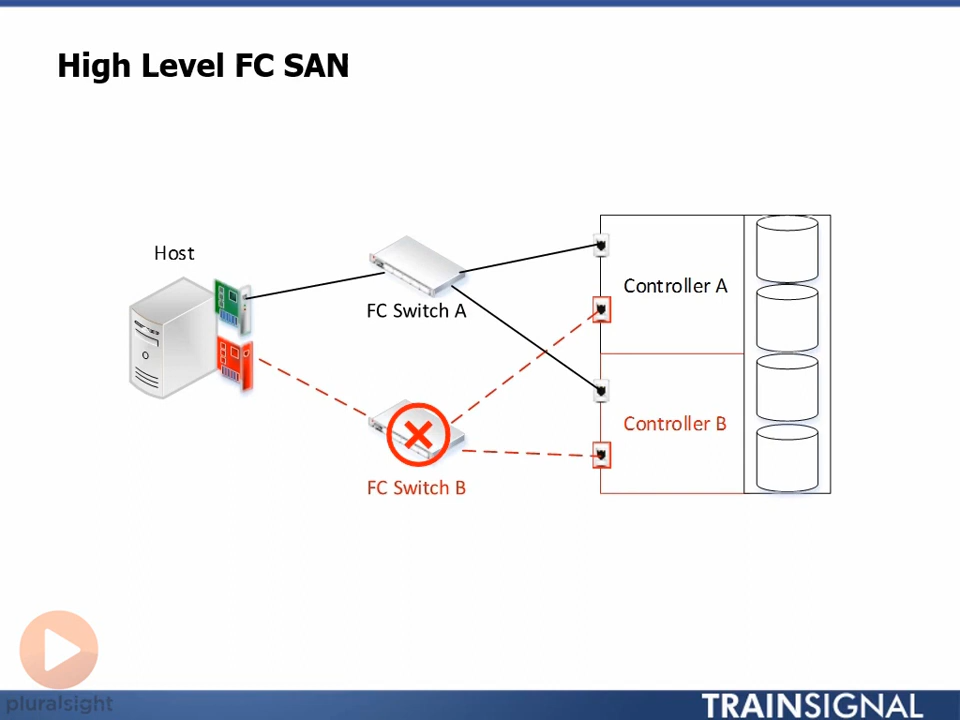 High Level FC SAN
Host
FC Switch A
Controller A
Controller B
FC Switch B
pluralsight
TRAINSIGNAL